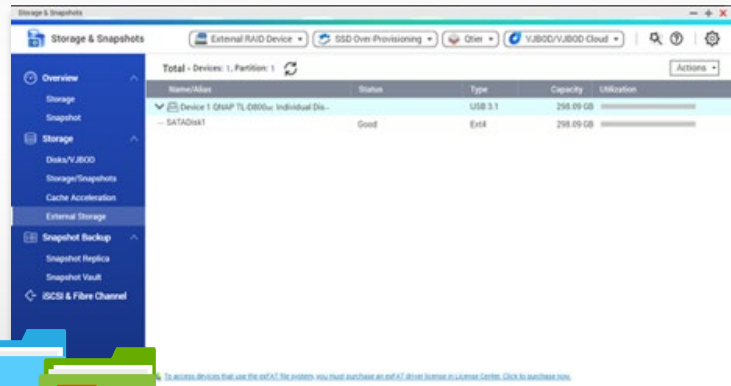 Storage & Snapshots
Storage & Snapshots
External RAID Device
SSD Over-Provisioning
Qtier
VJBOD/VJBOD Cloud
Overview
Storage
Snapshot
Storage
Disks/VJBOD
Storage/Snapshots
Cache Acceleration
External Storage
Snapshot Backup
Snapshot Replica
Snapshot Vault
iSCSI & Fibre Channel
Total - Devices: 1, Partition: 1
Actions
Name/Alias Status Type Capacity Utilization
Device 1 QNAP TL-D800 Individual Dis... USB 3.1 298.09 GB
SATADisk1 Good Ext4 298.09 GB
To access devices that use the exFAT file system, you must purchase an exFAT driver license in License Center. Click to purchase now.